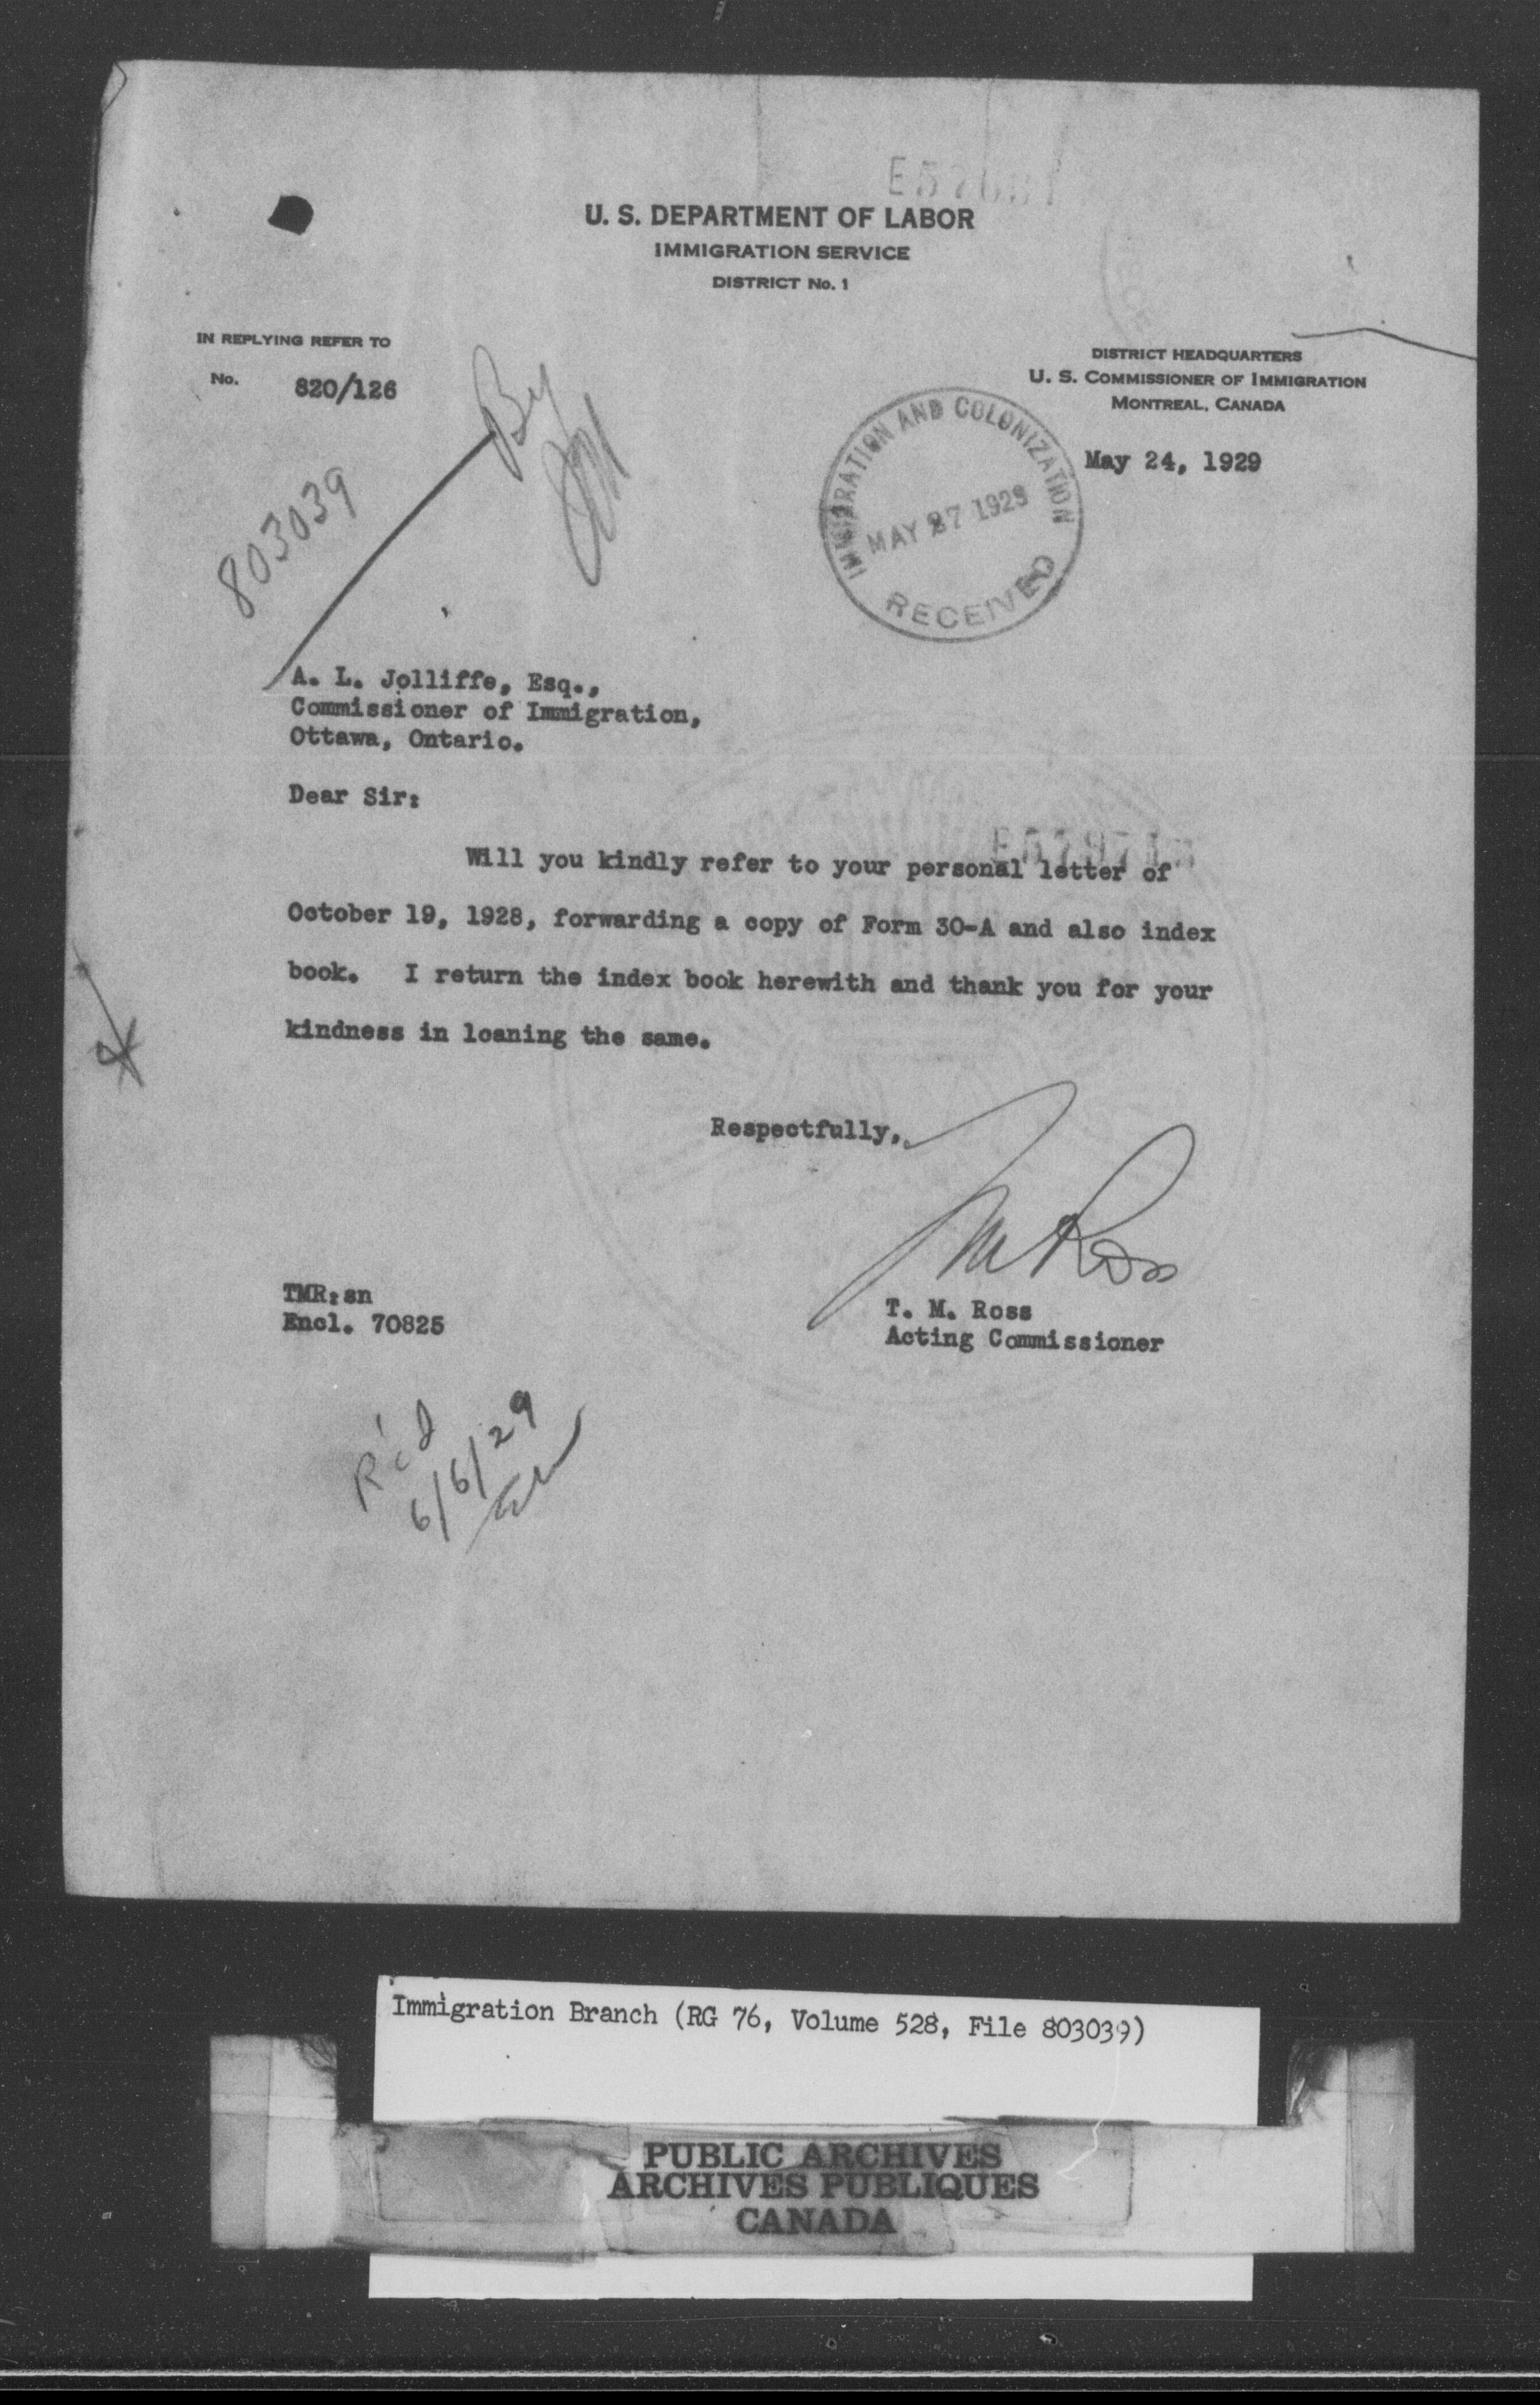 U. S. DEPARTMENT OF LABOR
IMMIGRATION SERVICE
DISTRICT No. 1
IN REPLYING REFER TO
No. 820/126
DISTRICT HEADQUARTERS
U. S. COMMISSIONER OF IMMIGRATION
MONTREAL, CANADA
May 24, 1929
803039
By
IMMIGRATION AND COLONIZATION
MAY 27 1929
RECEIVED
A. L. Jolliffe, Esq.,
Commissioner of Immigration,
Ottawa, Ontario.
Dear Sir:
Will you kindly refer to your personal letter of
October 19, 1928, forwarding a copy of Form 30-A and also index
book. I return the index book herewith and thank you for your
kindness in loaning the same.
Respectfully,
TM Ross
TMR:sn
Encl. 70825
T. M. Ross
Acting Commissioner
R'cd
6/6/29
Immigration Branch (RG 76, Volume 528, File 803039)
PUBLIC ARCHIVES
ARCHIVES PUBLIQUES
CANADA